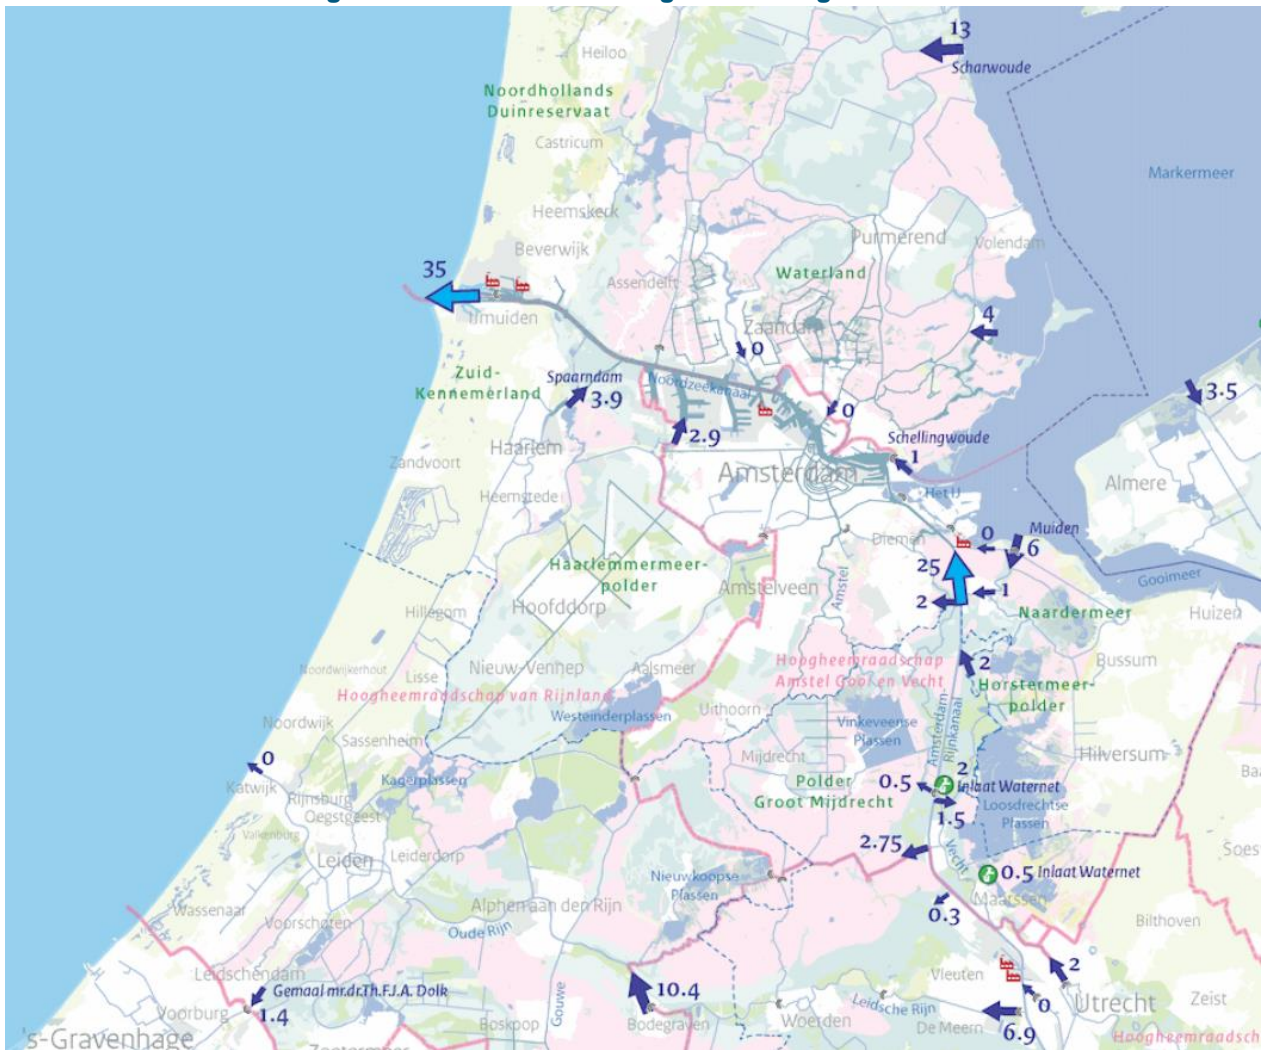 13
Heiloo
Scharwoude
Noordhollands
Duinreservaat
Castricum
Markermeer
Heemskerk
Purmerend
Volendam
Beverwijk
Waterland
35
Assendelft
IJmuiden
4
Zaandam
0
Zuid-
Kennemerland
Spaarndam
3.9
Noordzeekanaal
3.5
0
2.9
Schellingwoude
1
Haarlem
Zandvoort
Amsterdam
Almere
Heemstede
Het IJ
Muiden
Diemen
0
6
25
Haarlemmermeer-
polder
Amstelveen
Amstel
Gooimeer
Hillegom
Hoofddorp
2
1
Naardermeer
Huizen
Noordwijkerhout
Lisse
Nieuw-Vennep
Aalsmeer
Hoogheemraadschap
Amstel Gooi en Vecht
2
Bussum
Horstermeer-
polder
Hoogheemraadschap van Rijnland
Westeinderplassen
Uithoorn
Noordwijk
Vinkeveense
Plassen
Amsterdam-
Rijnkanaal
Sassenheim
Mijdrecht
Hilversum
0
Katwijk
Kagerplassen
Polder
Groot Mijdrecht
0.5
2
Inlaat Waternet
Rijnsburg
Oegstgeest
1.5
Loosdrechtse
Plassen
Valkenburg
Leiden
Leiderdorp
2.75
Vecht
Soes
Nieuwkoopse
Plassen
0.5
Inlaat Waternet
Maarssen
Wassenaar
Voorschoten
Alphen aan den Rijn
0.3
Bilthoven
Oude Rijn
Leidschendam
Gemaal mr.dr.Th.F.J.A. Dolk
Vleuten
2
Voorburg
1.4
Gouwe
10.4
Leidsche Rijn
0
Utrecht
Zeist
's-Gravenhage
Boskoop
Bodegraven
Woerden
De Meern
6.9
Hoogheemraadsch